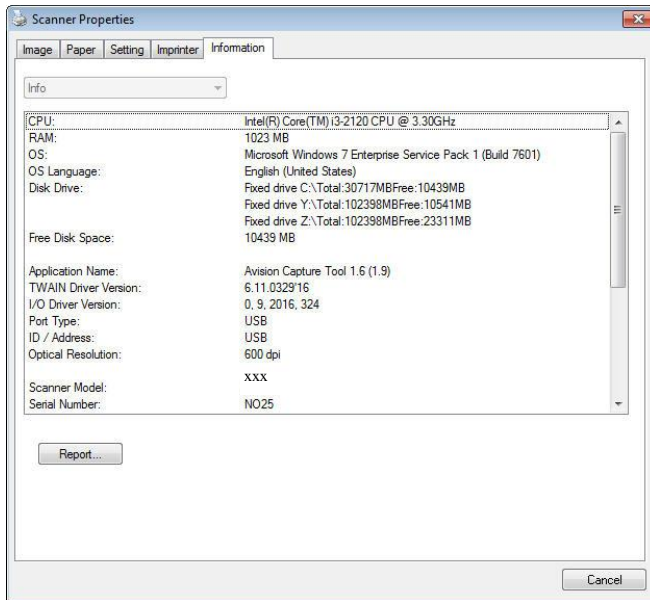 Scanner Properties
Image Paper Setting Imprinter Information
Info
CPU: Intel(R) Core(TM) i3-2120 CPU @ 3.30GHz
RAM: 1023 MB
OS: Microsoft Windows 7 Enterprise Service Pack 1 (Build 7601)
OS Language: English (United States)
Disk Drive: Fixed drive C:\Total:30717MBFree:10439MB
Fixed drive Y:\Total:102398MBFree:10541MB
Fixed drive Z:\Total:102398MBFree:23311MB
Free Disk Space: 10439 MB
Application Name: Avision Capture Tool 1.6 (1.9)
TWAIN Driver Version: 6.11.0329'16
I/O Driver Version: 0, 9, 2016, 324
Port Type: USB
ID / Address: USB
Optical Resolution: 600 dpi
Scanner Model: xxx
Serial Number: NO25
Report...
Cancel